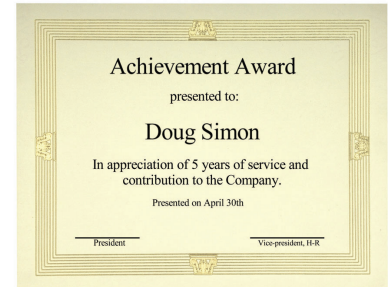 Achievement Award
presented to:
Doug Simon
In appreciation of 5 years of service and
contribution to the Company.
Presented on April 30th
President
Vice-president, H-R